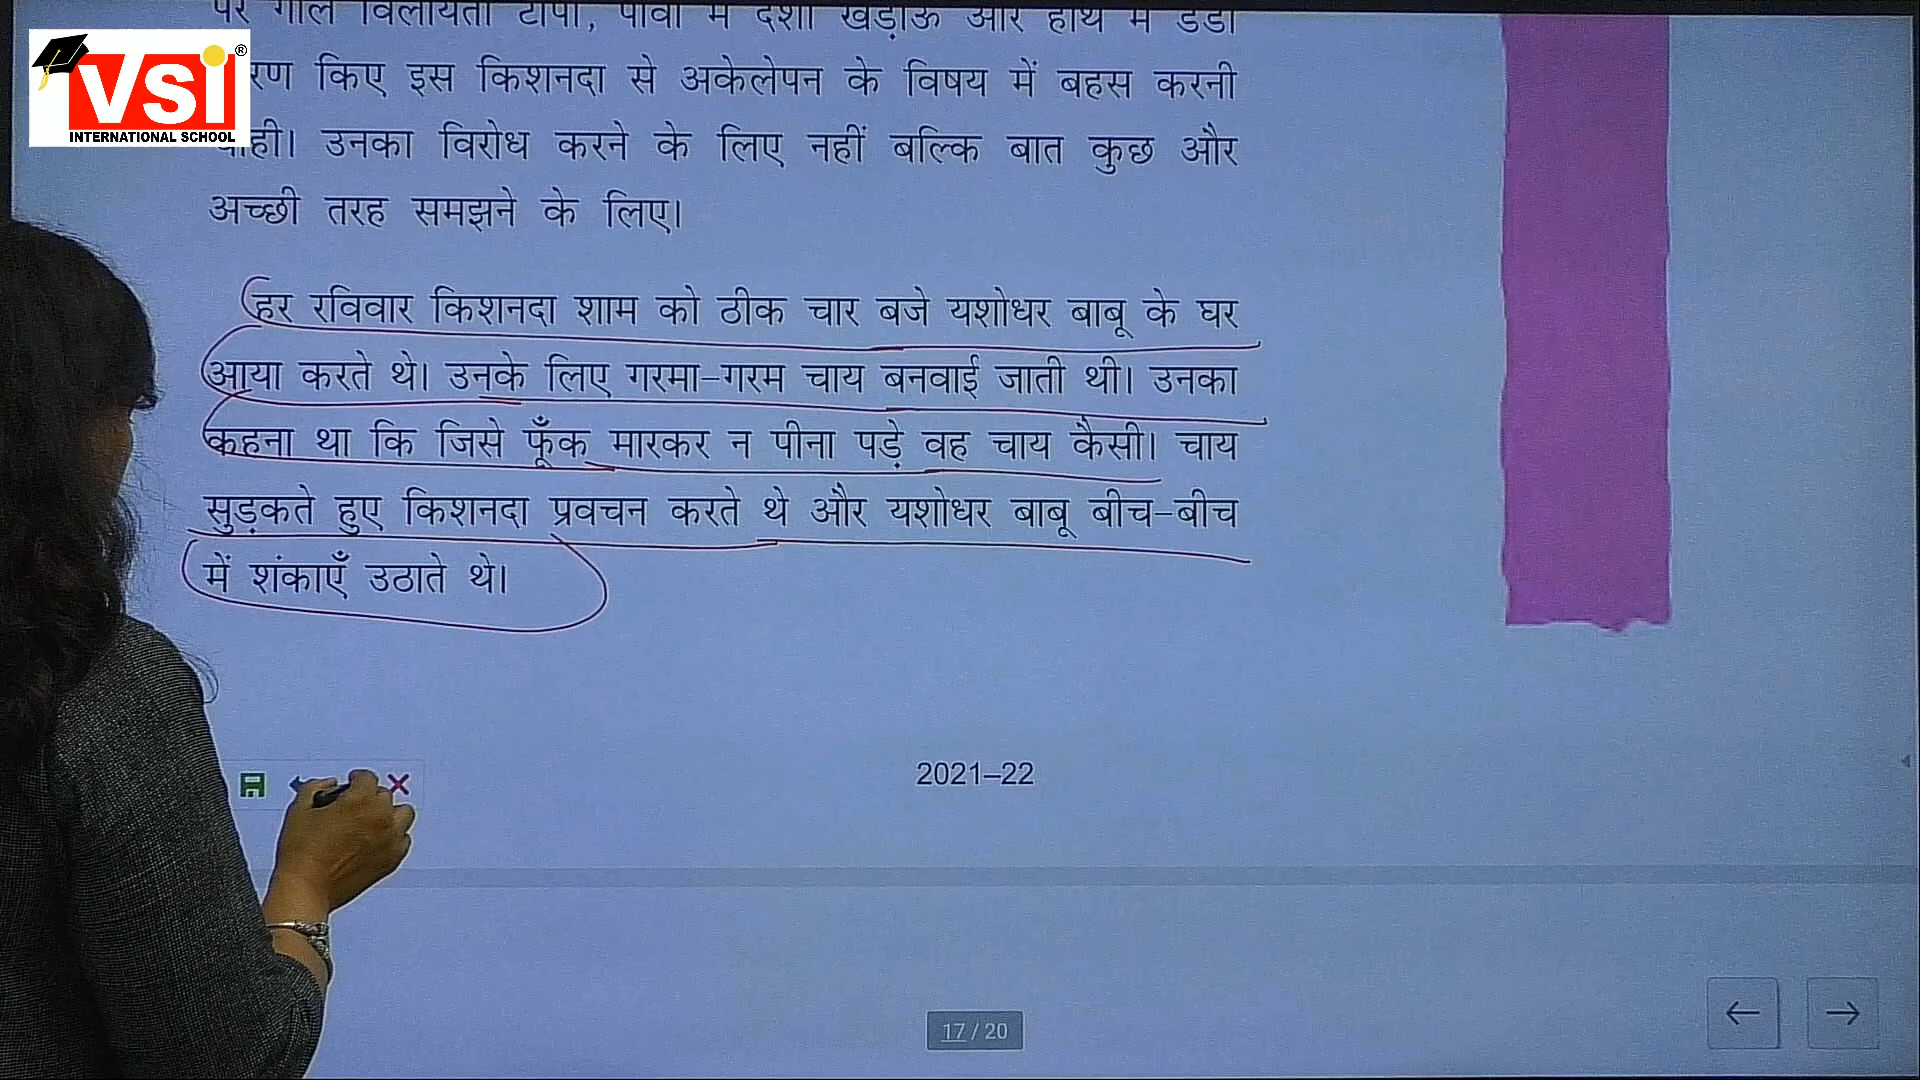 पर गोल विलायती टोपी, पाँवों में देशी खड़ाऊँ और हाथ में डंडा
VSI
®
INTERNATIONAL SCHOOL
किए इस किशनदा से अकेलेपन के विषय में बहस करनी
उनका विरोध करने के लिए नहीं बल्कि बात कुछ और
अच्छी तरह समझने के लिए।
हर रविवार किशनदा शाम को ठीक चार बजे यशोधर बाबू के घर
आया करते थे। उनके लिए गरमा-गरम चाय बनवाई जाती थी। उनका
कहना था कि जिसे फूँक मारकर न पीना पड़े वह चाय कैसी। चाय
सुड़कते हुए किशनदा प्रवचन करते थे और यशोधर बाबू बीच-बीच
में शंकाएँ उठाते थे।
2021–22
17 / 20